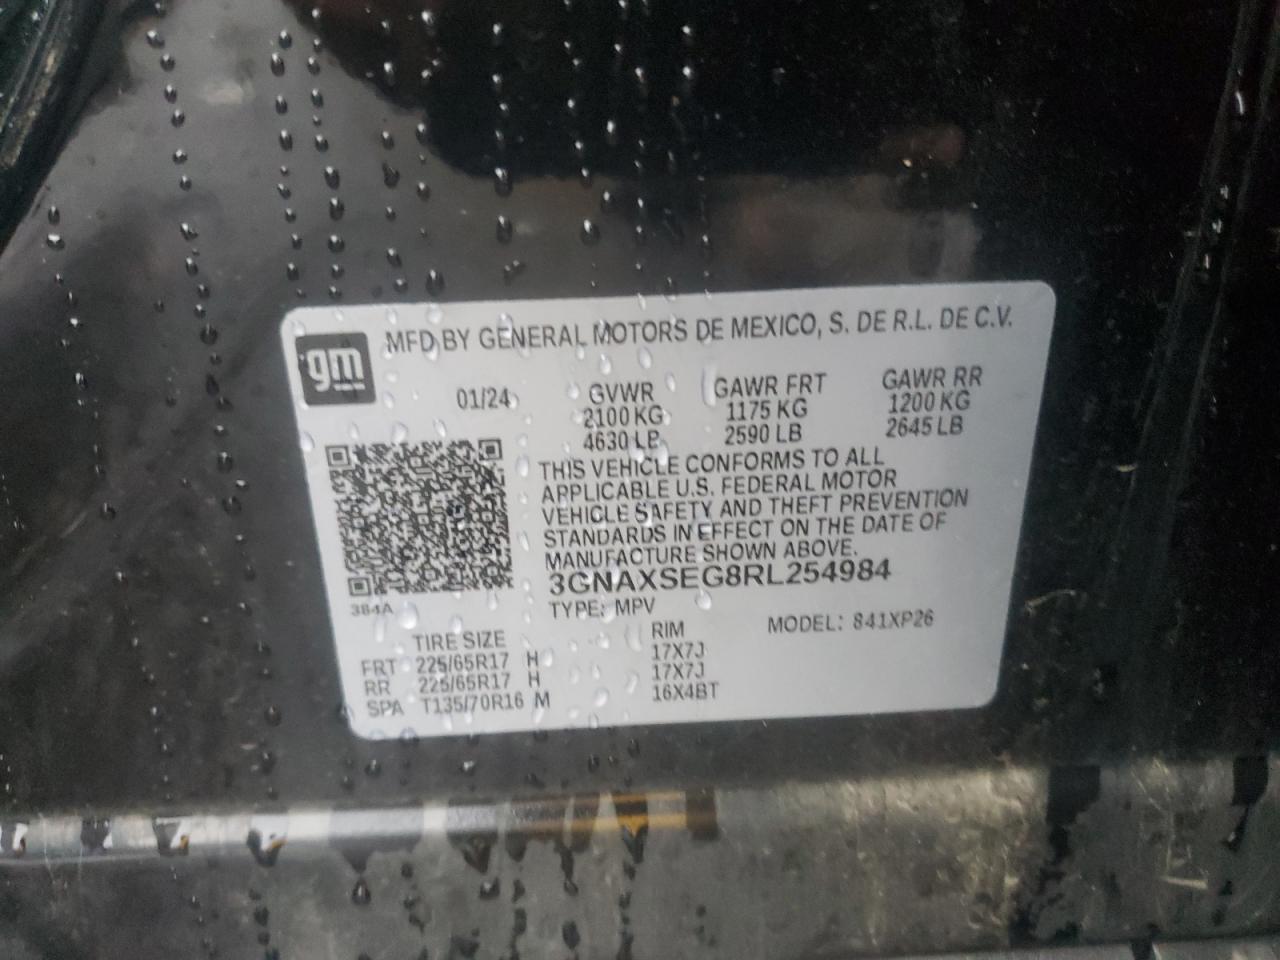 gm
MFD BY GENERAL MOTORS DE MEXICO, S. DE R.L. DE C.V.
01/24 GVWR GAWR FRT GAWR RR
2100 KG 1175 KG 1200 KG
4630 LB 2590 LB 2645 LB
THIS VEHICLE CONFORMS TO ALL
APPLICABLE U.S. FEDERAL MOTOR
VEHICLE SAFETY AND THEFT PREVENTION
STANDARDS IN EFFECT ON THE DATE OF
MANUFACTURE SHOWN ABOVE.
3GNAXSEG8RL254984
384A
TYPE: MPV
MODEL: 841XP26
TIRE SIZE RIM
FRT 225/65R17 H 17X7J
RR 225/65R17 H 17X7J
SPA T135/70R16 M 16X4BT